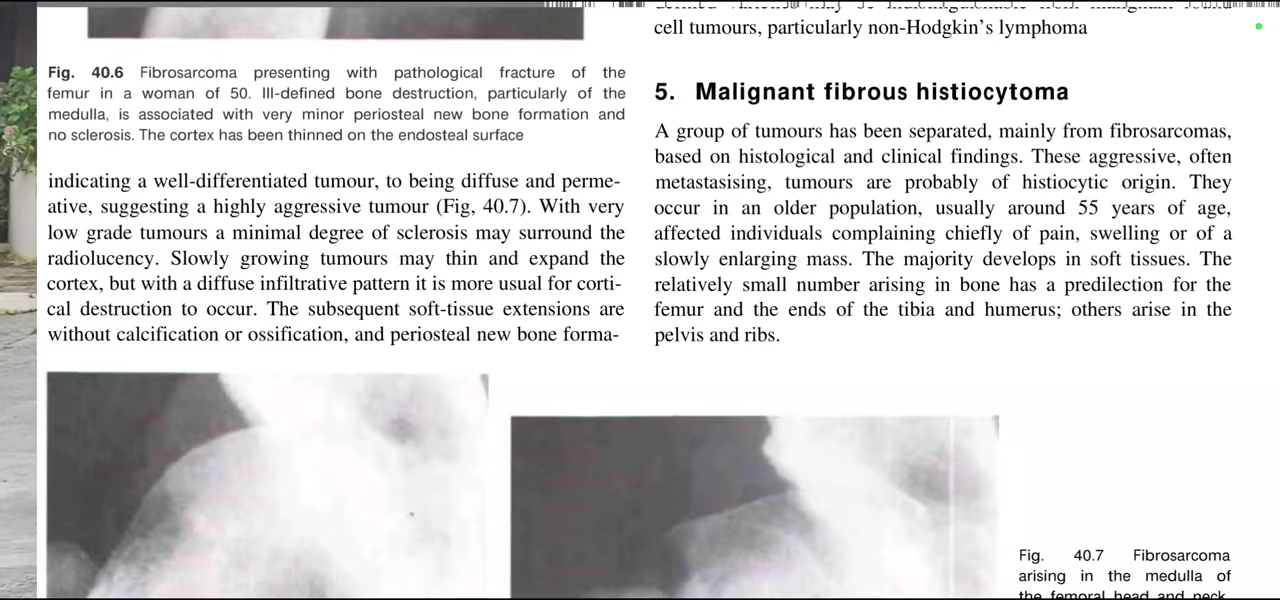 Fig. 40.6 Fibrosarcoma presenting with pathological fracture of the
femur in a woman of 50. Ill-defined bone destruction, particularly of the
medulla, is associated with very minor periosteal new bone formation and
no sclerosis. The cortex has been thinned on the endosteal surface
indicating a well-differentiated tumour, to being diffuse and perme-
ative, suggesting a highly aggressive tumour (Fig, 40.7). With very
low grade tumours a minimal degree of sclerosis may surround the
radiolucency. Slowly growing tumours may thin and expand the
cortex, but with a diffuse infiltrative pattern it is more usual for corti-
cal destruction to occur. The subsequent soft-tissue extensions are
without calcification or ossification, and periosteal new bone forma-
cell tumours, particularly non-Hodgkin's lymphoma
5. Malignant fibrous histiocytoma
A group of tumours has been separated, mainly from fibrosarcomas,
based on histological and clinical findings. These aggressive, often
metastasising, tumours are probably of histiocytic origin. They
occur in an older population, usually around 55 years of age,
affected individuals complaining chiefly of pain, swelling or of a
slowly enlarging mass. The majority develops in soft tissues. The
relatively small number arising in bone has a predilection for the
femur and the ends of the tibia and humerus; others arise in the
pelvis and ribs.
Fig. 40.7 Fibrosarcoma
arising in the medulla of
the femoral head and neck.